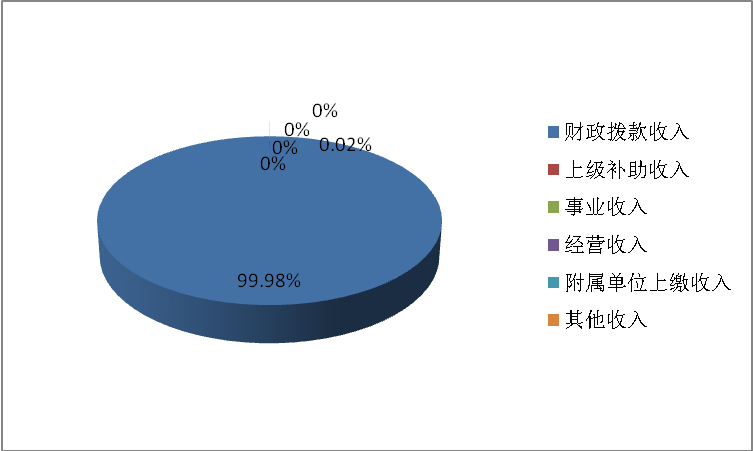 0%
0%
0.02%
0%
0%
99.98%
财政拨款收入
上级补助收入
事业收入
经营收入
附属单位上缴收入
其他收入